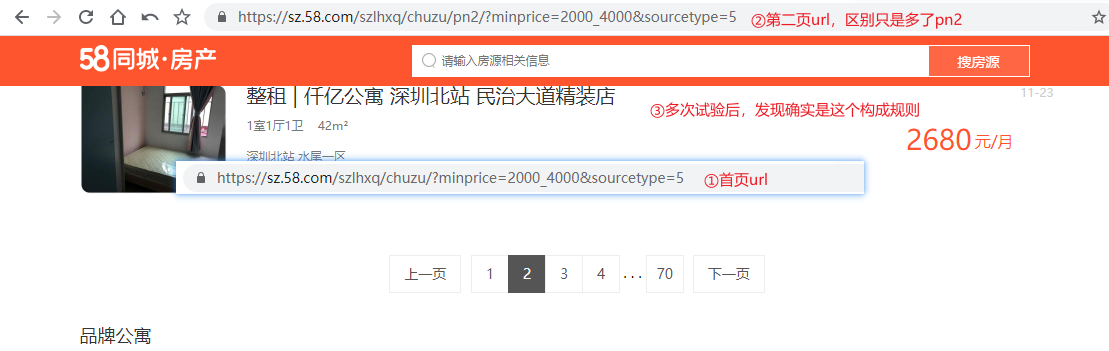 https://sz.58.com/szlhxq/chuzu/pn2/?minprice=2000_4000&sourcetype=5 ②第二页url，区别只是多了pn2
58同城·房产 请输入房源相关信息 搜房源
整租 | 仟亿公寓 深圳北站 民治大道精装店 11-23
③多次试验后，发现确实是这个构成规则
1室1厅1卫 42m²
2680元/月
深圳北站 水尾一区
https://sz.58.com/szlhxq/chuzu/?minprice=2000_4000&sourcetype=5 ①首页url
上一页 1 2 3 4 ... 70 下一页
品牌公寓